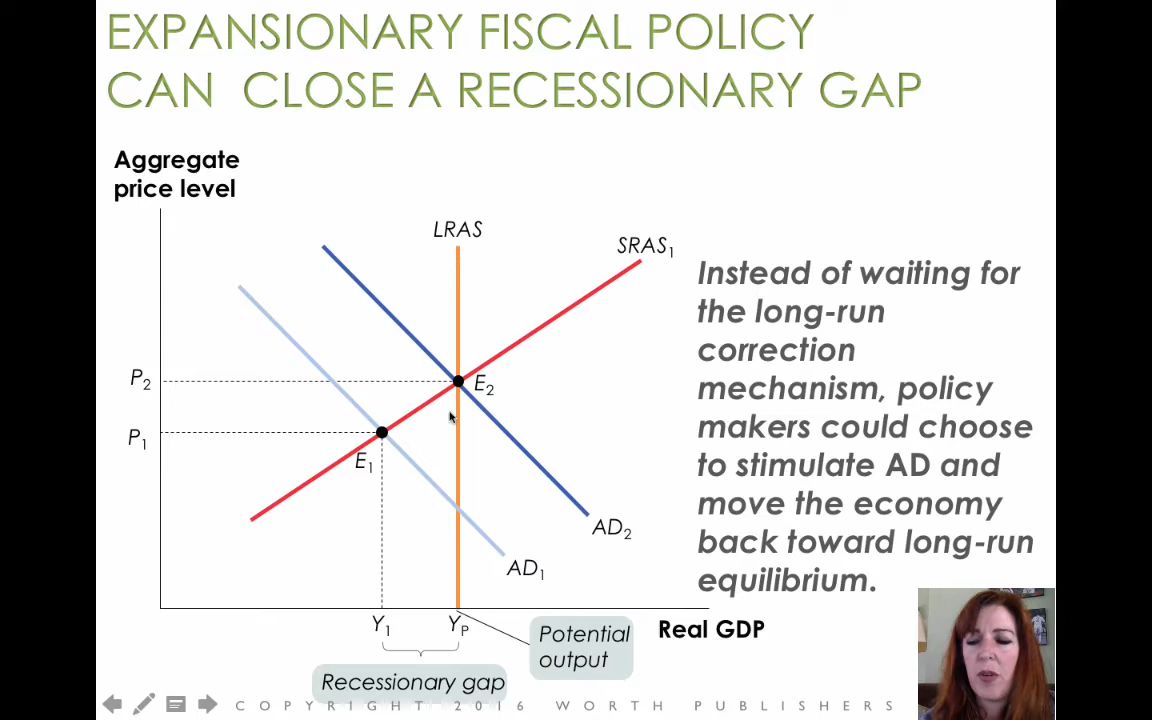 EXPANSIONARY FISCAL POLICY
CAN CLOSE A RECESSIONARY GAP
Aggregate
price level
LRAS
SRAS1
Instead of waiting for
the long-run
correction
mechanism, policy
makers could choose
to stimulate AD and
move the economy
back toward long-run
equilibrium.
P2
E2
P1
E1
AD2
AD1
Y1
YP
Real GDP
Potential
output
Recessionary gap
COPYRIGHT 2016 WORTH PUBLISHERS